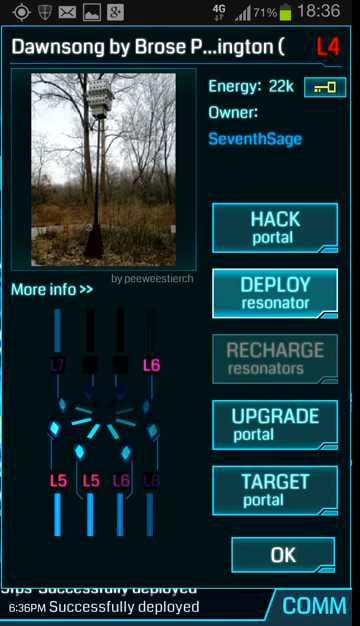 4G 71% 18:36
Dawnsong by Brose P...ington ( L4
Energy: 22k
Owner:
SeventhSage
HACK
portal
by peeweestierch
More info >>
DEPLOY
resonator
RECHARGE
resonators
L7 L6
UPGRADE
portal
L5 L5 L6 L8
TARGET
portal
OK
Successfully deployed
6:36PM Successfully deployed
COMM